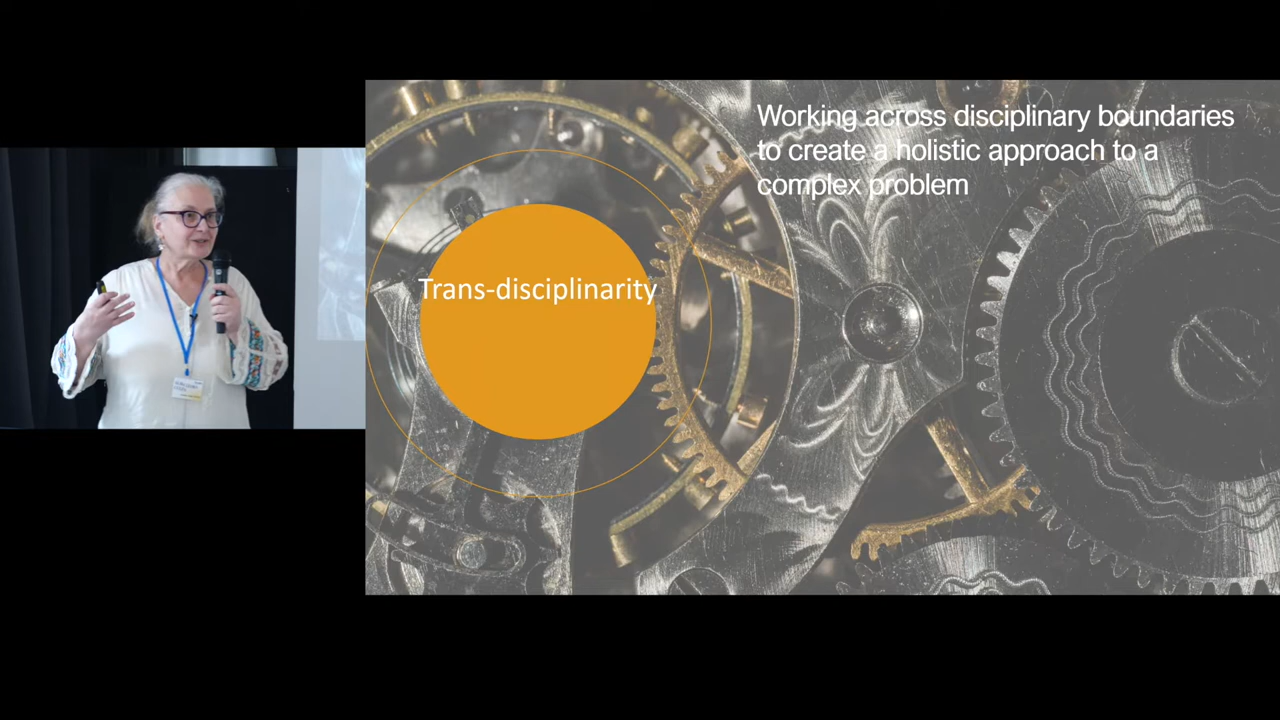 Working across disciplinary boundaries
to create a holistic approach to a
complex problem
Trans-disciplinarity